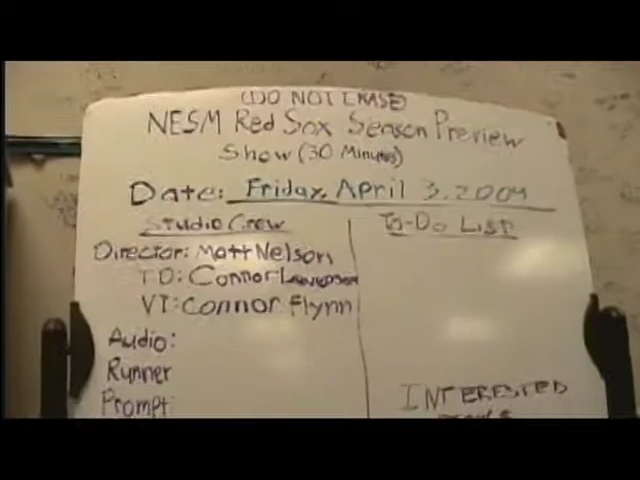 (DO NOT ERASE)
NESM Red Sox Season Preview
Show (30 Minutes)
Date: Friday, April 3, 2009
Studio Crew
Director: Matt Nelson
TD: Connor
VT: Connor Flynn
Audio:
Runner
Prompt
To-Do List
INTERESTED